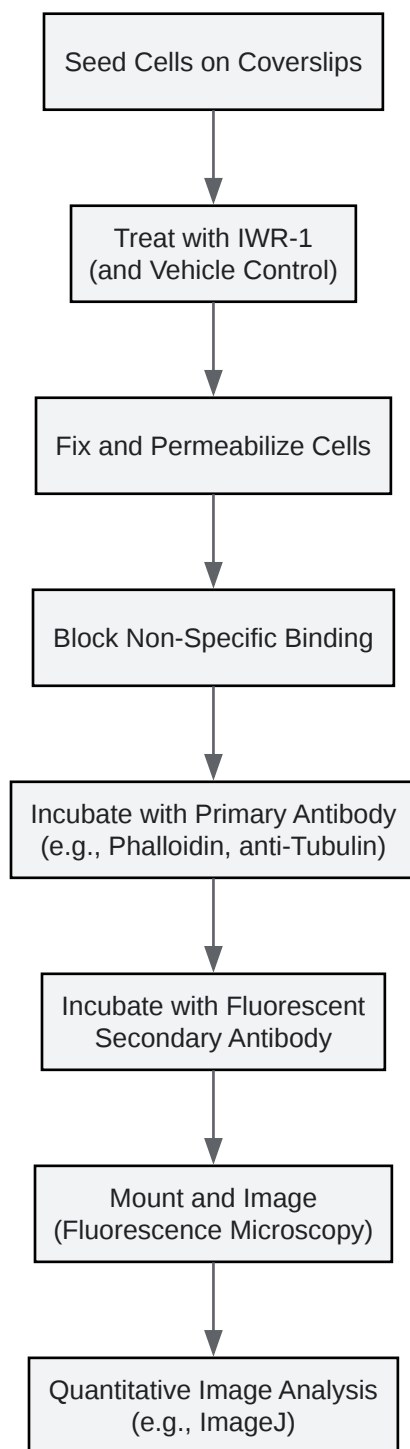 Seed Cells on Coverslips
Treat with IWR-1
(and Vehicle Control)
Fix and Permeabilize Cells
Block Non-Specific Binding
Incubate with Primary Antibody
(e.g., Phalloidin, anti-Tubulin)
Incubate with Fluorescent
Secondary Antibody
Mount and Image
(Fluorescence Microscopy)
Quantitative Image Analysis
(e.g., ImageJ)